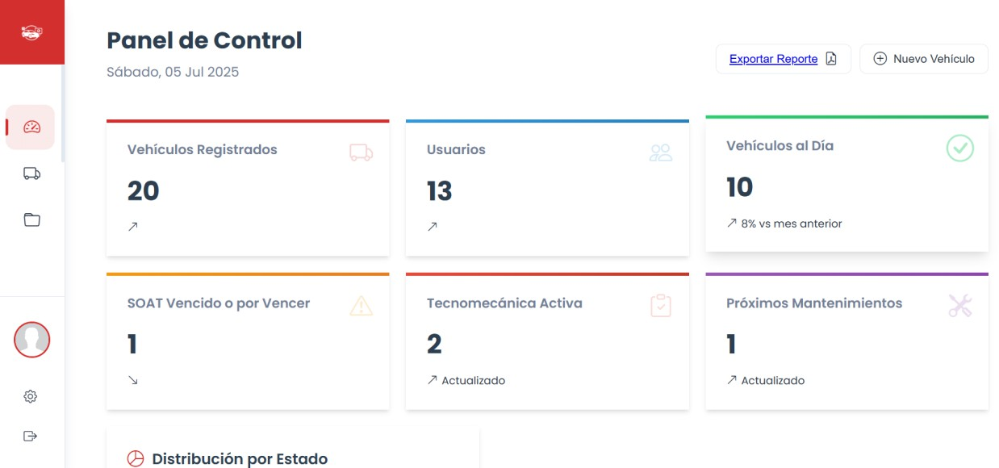 Panel de Control
Sábado, 05 Jul 2025
Exportar Reporte
Nuevo Vehículo
Vehículos Registrados
20
Usuarios
13
Vehículos al Día
10
8% vs mes anterior
SOAT Vencido o por Vencer
1
Tecnomecánica Activa
2
Actualizado
Próximos Mantenimientos
1
Actualizado
Distribución por Estado